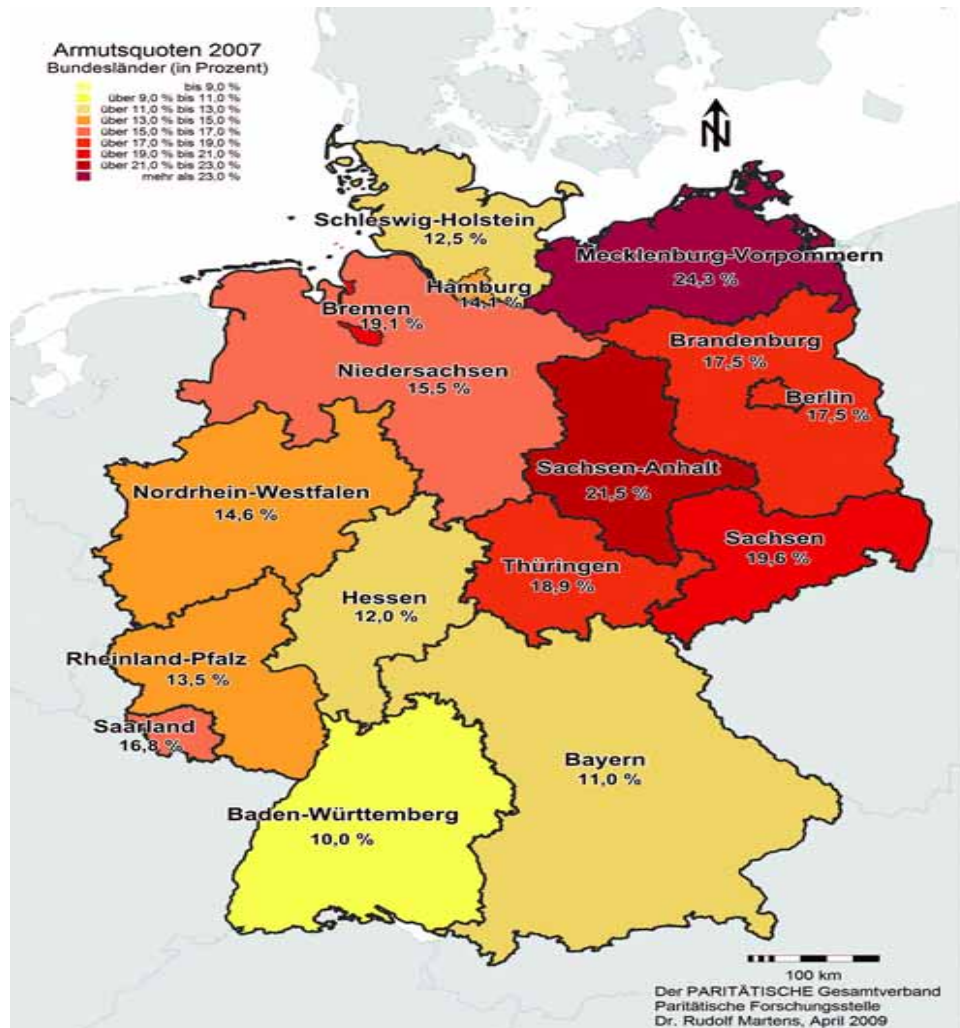 Armutsquoten 2007
Bundesländer (in Prozent)
bis 9,0 %
über 9,0 % bis 11,0 %
über 11,0 % bis 13,0 %
über 13,0 % bis 15,0 %
über 15,0 % bis 17,0 %
über 17,0 % bis 19,0 %
über 19,0 % bis 21,0 %
über 21,0 % bis 23,0 %
mehr als 23,0 %
N
Schleswig-Holstein
12,5 %
Mecklenburg-Vorpommern
24,3 %
Hamburg
14,1 %
Bremen
19,1 %
Brandenburg
17,5 %
Niedersachsen
15,5 %
Berlin
17,5 %
Sachsen-Anhalt
21,5 %
Nordrhein-Westfalen
14,6 %
Sachsen
19,6 %
Thüringen
18,9 %
Hessen
12,0 %
Rheinland-Pfalz
13,5 %
Saarland
16,8 %
Bayern
11,0 %
Baden-Württemberg
10,0 %
100 km
Der PARITÄTISCHE Gesamtverband
Paritätische Forschungsstelle
Dr. Rudolf Martens, April 2009